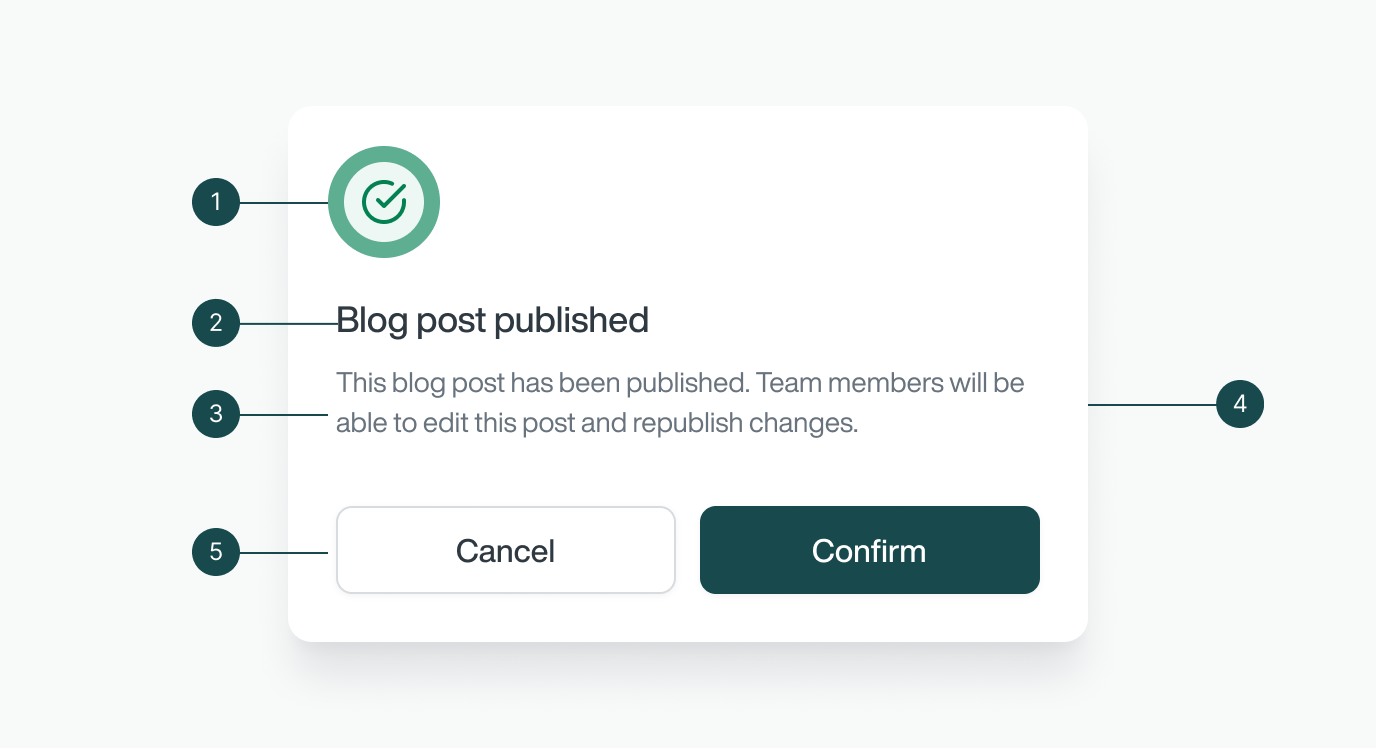 1
2
Blog post published
3
This blog post has been published. Team members will be
able to edit this post and republish changes.
4
5
Cancel
Confirm